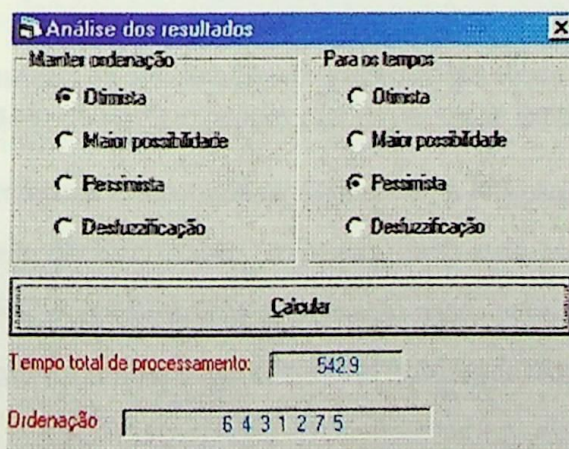 Análise dos resultados
Manter ordenação
Otimista
Maior possibilidade
Pessimista
Desfuzzificação
Para os tempos
Otimista
Maior possibilidade
Pessimista
Desfuzzificação
Calcular
Tempo total de processamento: 542.9
Ordenação 6 4 3 1 2 7 5